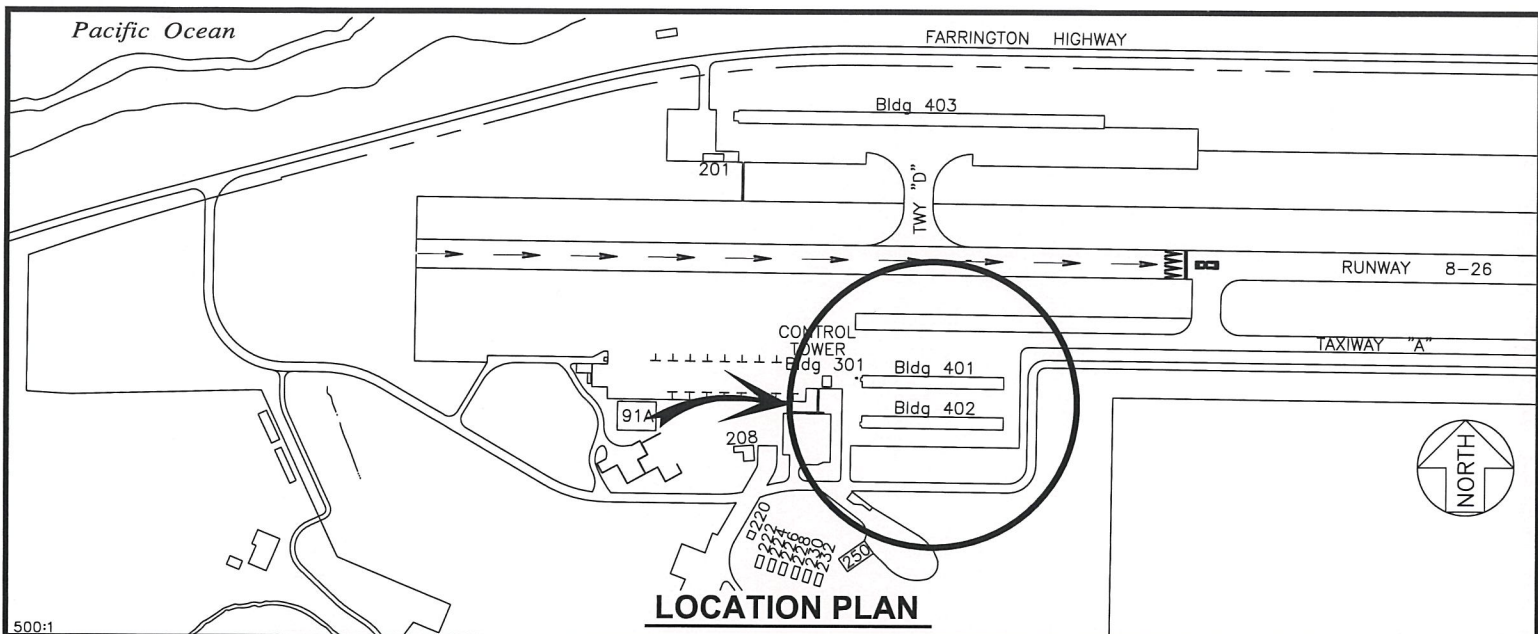 Pacific Ocean
FARRINGTON HIGHWAY
Bldg 403
201
TWY "D"
RUNWAY 8-26
CONTROL
TOWER
Bldg 301
TAXIWAY "A"
Bldg 401
91A
Bldg 402
208
NORTH
220
222
224
226
228
230
232
250
LOCATION PLAN
500:1